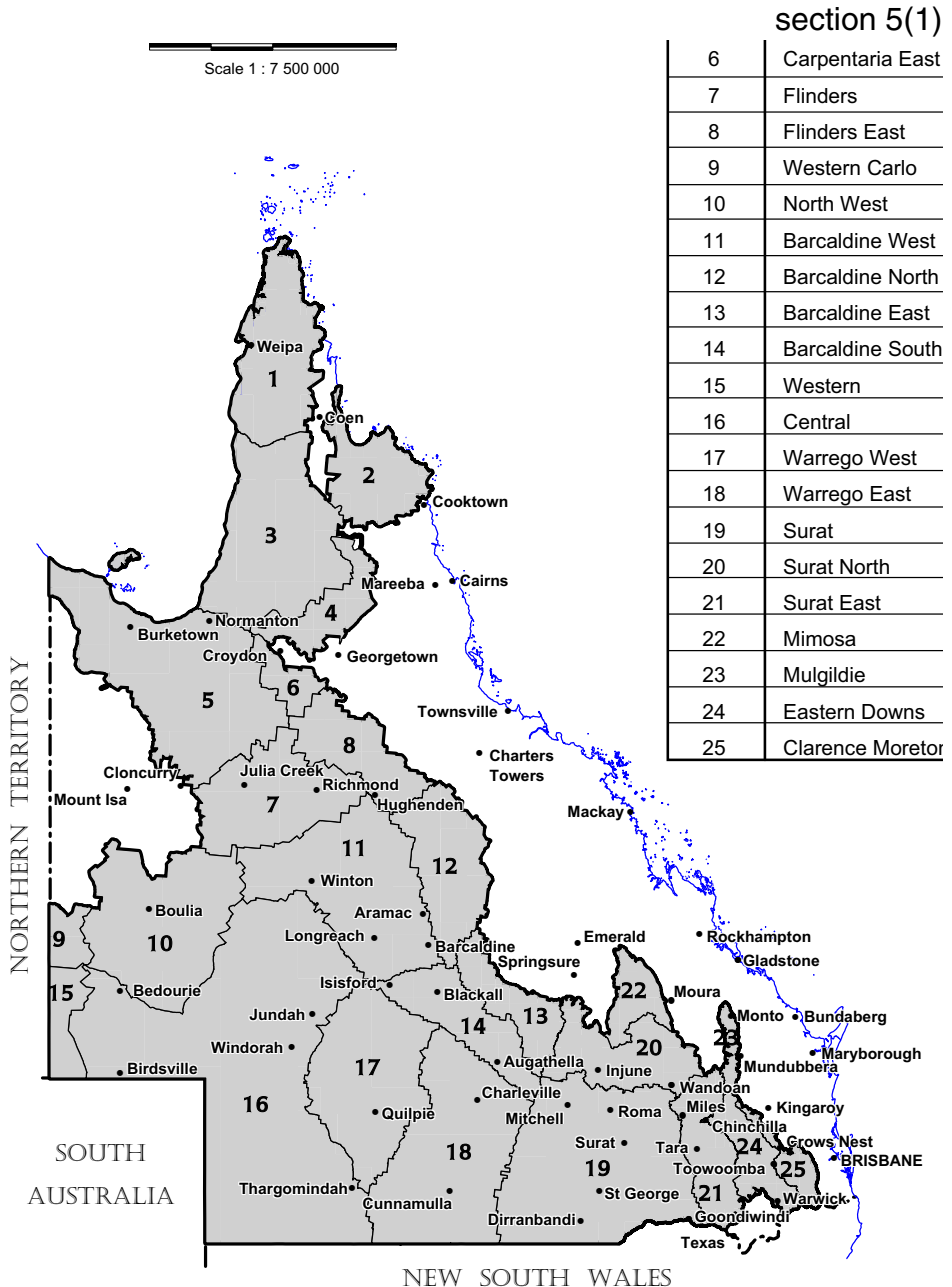 section 5(1)
Scale 1 : 7 500 000
6 Carpentaria East
7 Flinders
8 Flinders East
9 Western Carlo
10 North West
11 Barcaldine West
12 Barcaldine North
13 Barcaldine East
14 Barcaldine South
15 Western
16 Central
17 Warrego West
18 Warrego East
19 Surat
20 Surat North
21 Surat East
22 Mimosa
23 Mulgildie
24 Eastern Downs
25 Clarence Moreton
Weipa
1
Coen
2
Cooktown
3
Mareeba
Cairns
4
Normanton
Burketown
Croydon
Georgetown
6
5
Townsville
8
Charters
Towers
Cloncurry
Julia Creek
Mount Isa
Richmond
7
Hughenden
Mackay
11
12
Winton
Boulia
Aramac
9
10
Longreach
Barcaldine
Emerald
Rockhampton
Springsure
Gladstone
15
Bedourie
Isisford
Blackall
22
Moura
Jundah
14
13
Monto
Bundaberg
23
Windorah
20
Maryborough
17
Augathella
Injune
Mundubbera
Birdsville
Wandoan
16
Charleville
Miles
Quilpie
Mitchell
Roma
Kingaroy
Chinchilla
18
Surat
Tara
24
Crows Nest
BRISBANE
19
Toowoomba
25
Thargomindah
Cunnamulla
St George
21
Warwick
Dirranbandi
Goondiwindi
Texas
NORTHERN TERRITORY
SOUTH
AUSTRALIA
NEW SOUTH WALES